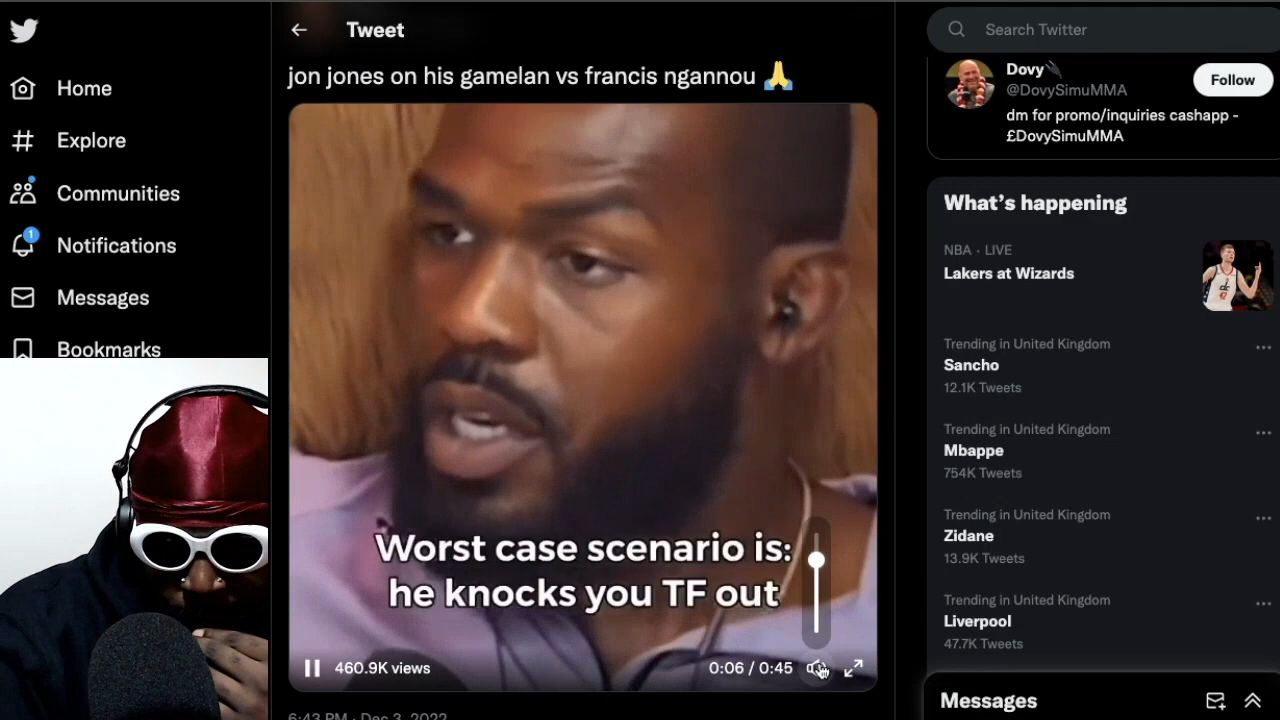 Tweet
jon jones on his gamelan vs francis ngannou 🙏
Home
Explore
Communities
1
Notifications
Messages
Bookmarks
Worst case scenario is:
he knocks you TF out
460.9K views
0:06 / 0:45
6:43 PM · Dec 3, 2022
Search Twitter
Dovy
@DovySimuMMA
Follow
dm for promo/inquiries cashapp -
£DovySimuMMA
What's happening
NBA · LIVE
Lakers at Wizards
Trending in United Kingdom
Sancho
12.1K Tweets
Trending in United Kingdom
Mbappe
754K Tweets
Trending in United Kingdom
Zidane
13.9K Tweets
Trending in United Kingdom
Liverpool
47.7K Tweets
Messages